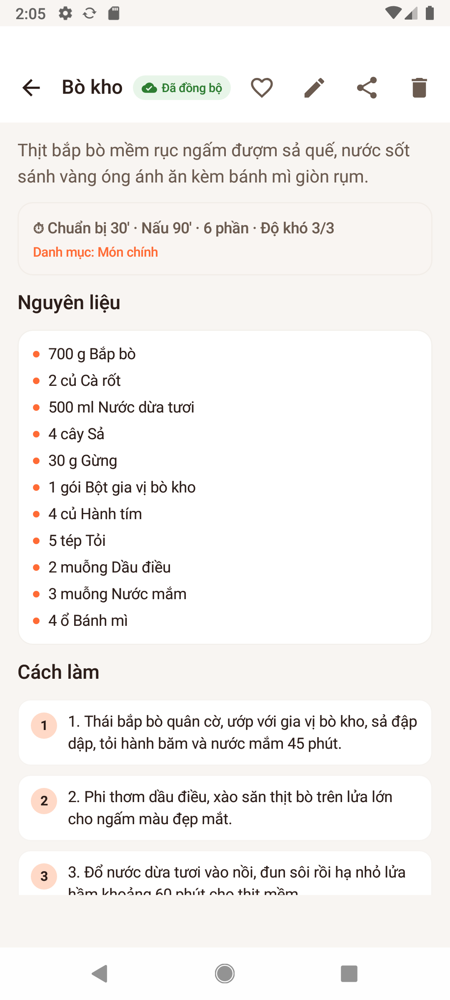 2:05
Bò kho
Đã đồng bộ
Thịt bắp bò mềm rục ngấm đượm sả quế, nước sốt
sánh vàng óng ánh ăn kèm bánh mì giòn rụm.
⏱ Chuẩn bị 30' · Nấu 90' · 6 phần · Độ khó 3/3
Danh mục: Món chính
Nguyên liệu
700 g Bắp bò
2 củ Cà rốt
500 ml Nước dừa tươi
4 cây Sả
30 g Gừng
1 gói Bột gia vị bò kho
4 củ Hành tím
5 tép Tỏi
2 muỗng Dầu điều
3 muỗng Nước mắm
4 ổ Bánh mì
Cách làm
1
1. Thái bắp bò quân cờ, ướp với gia vị bò kho, sả đập
dập, tỏi hành băm và nước mắm 45 phút.
2
2. Phi thơm dầu điều, xào săn thịt bò trên lửa lớn
cho ngấm màu đẹp mắt.
3
3. Đổ nước dừa tươi vào nồi, đun sôi rồi hạ nhỏ lửa
hầm khoảng 60 phút cho thịt mềm